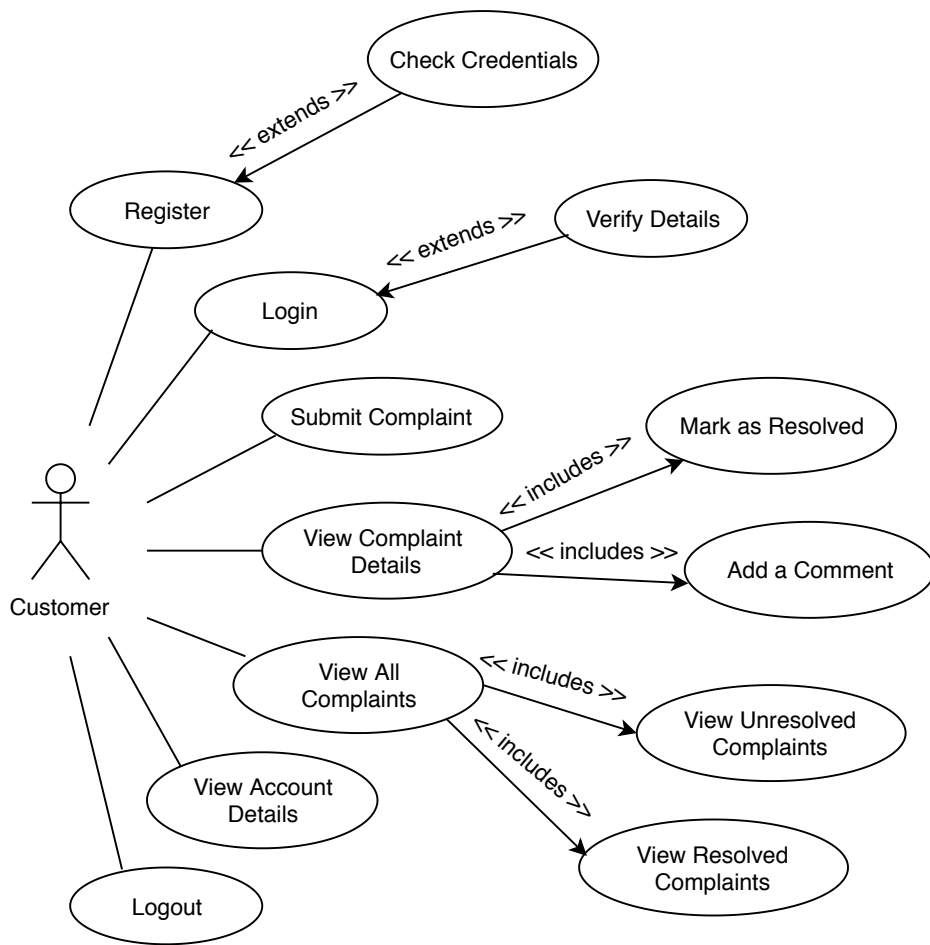 Check Credentials
<< extends >>
Register
Verify Details
<< extends >>
Login
Submit Complaint
Mark as Resolved
<< includes >>
View Complaint
Details
<< includes >>
Add a Comment
Customer
View All
Complaints
<< includes >>
View Unresolved
Complaints
<< includes >>
View Account
Details
View Resolved
Complaints
Logout